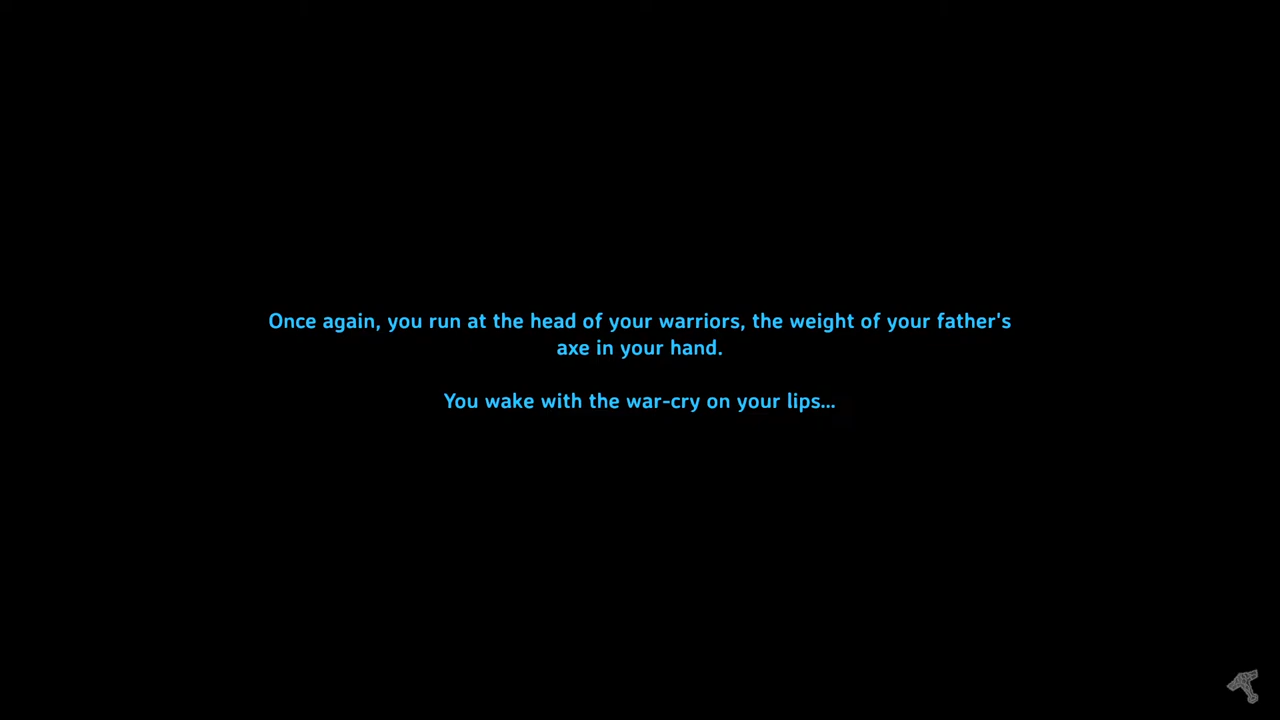 Once again, you run at the head of your warriors, the weight of your father's
axe in your hand.
You wake with the war-cry on your lips...